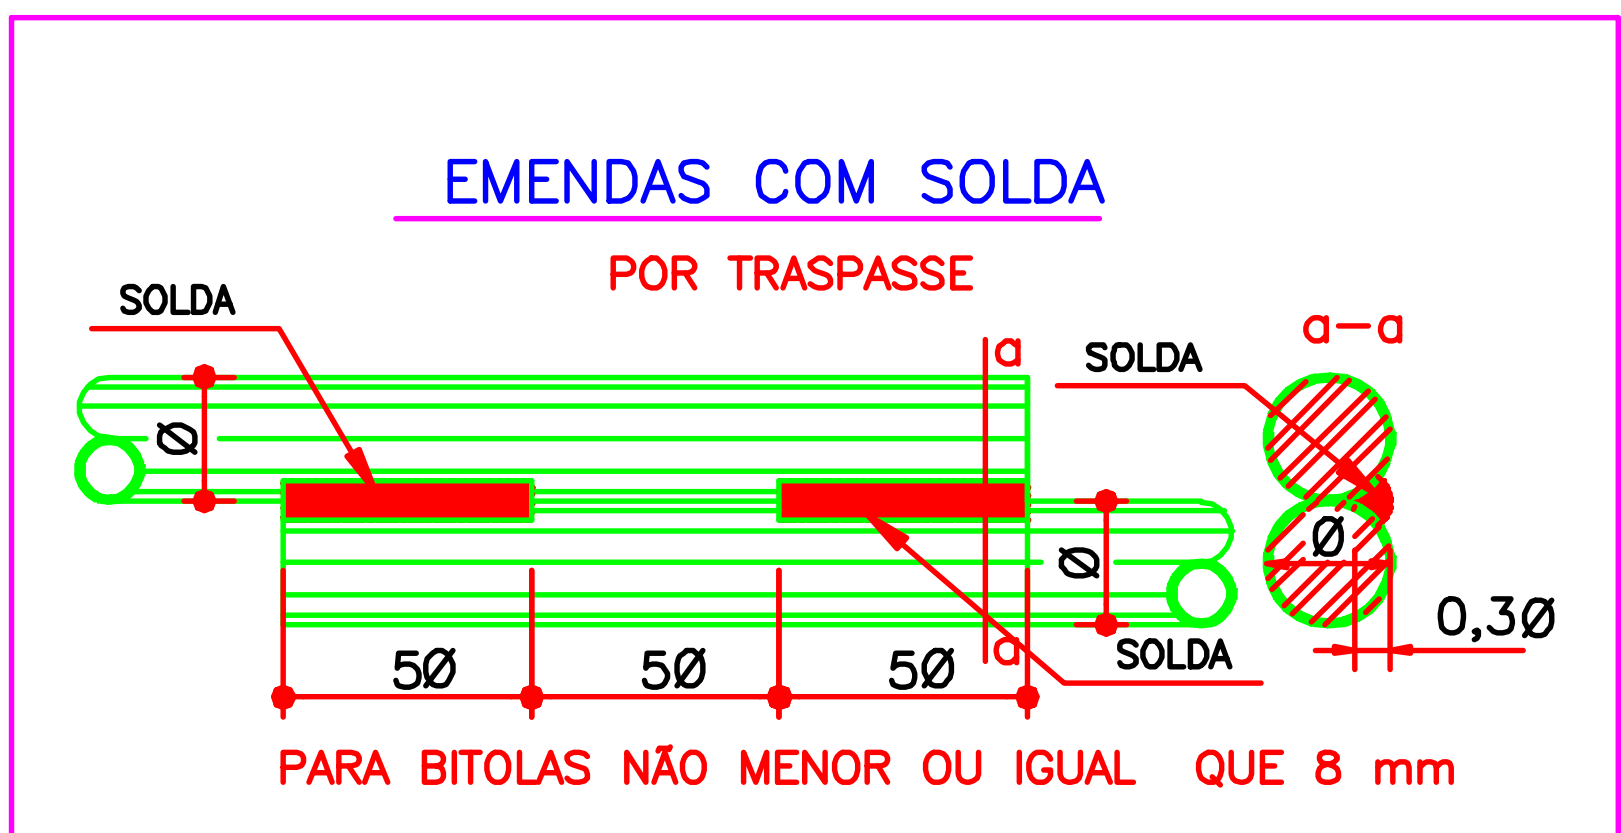 EMENDAS COM SOLDA
POR TRASPASSE
SOLDA
a
SOLDA
a-a
Ø
Ø
Ø
0,3Ø
a
SOLDA
5Ø 5Ø 5Ø
PARA BITOLAS NÃO MENOR OU IGUAL QUE 8 mm